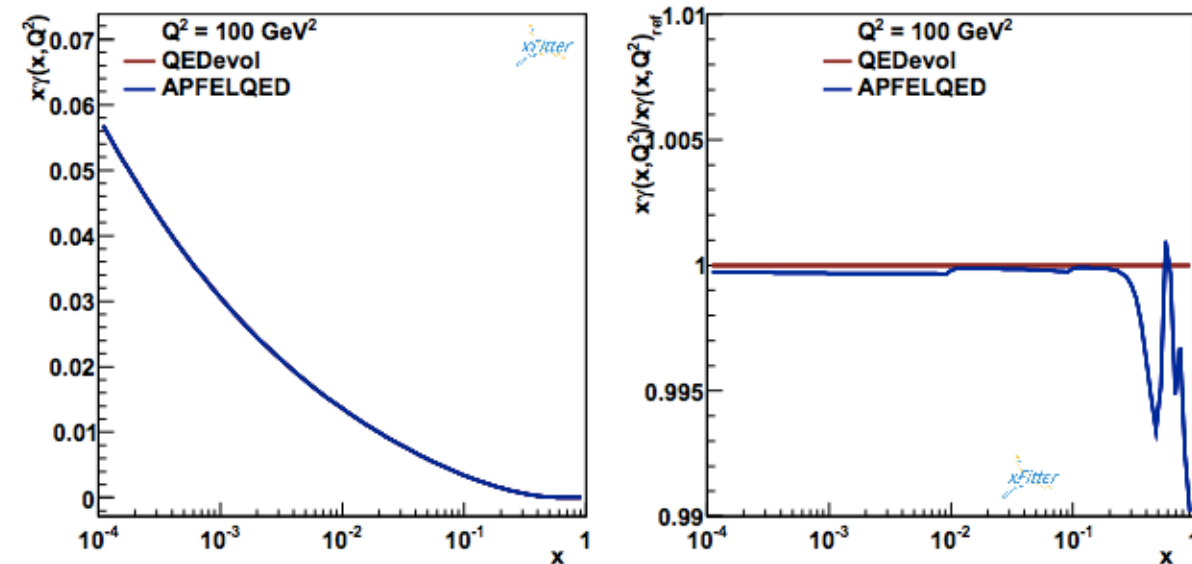 xγ(x,Q²)
0.07
0.06
0.05
0.04
0.03
0.02
0.01
0
Q² = 100 GeV²
QEDevol
APFELQED
xFitter
10⁻⁴
10⁻³
10⁻²
10⁻¹
1
x
xγ(x,Q²)/xγ(x,Q²)ref
1.01
1.005
1
0.995
0.99
Q² = 100 GeV²
QEDevol
APFELQED
xFitter
10⁻⁴
10⁻³
10⁻²
10⁻¹
1
x